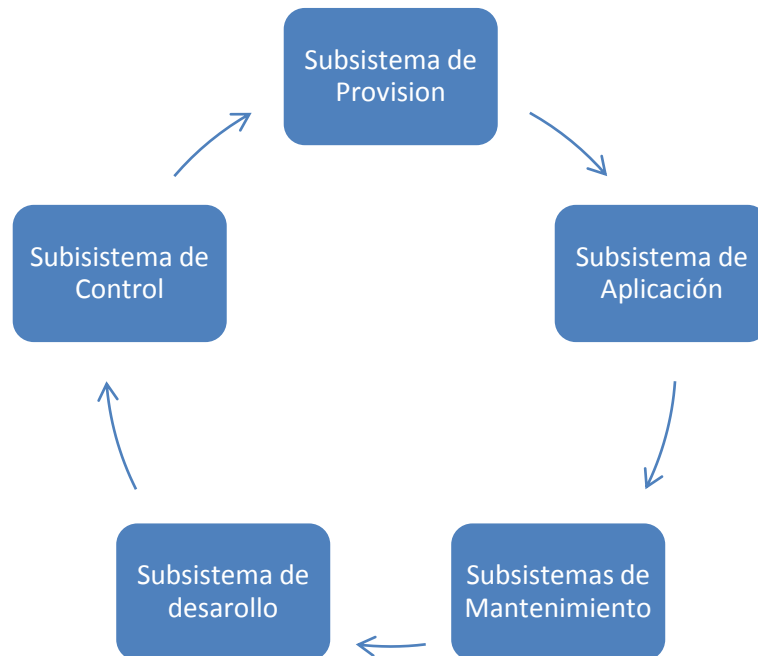 Subsistema de
Provision
Subsistema de
Aplicación
Subsistemas de
Mantenimiento
Subsistema de
desarollo
Subisistema de
Control